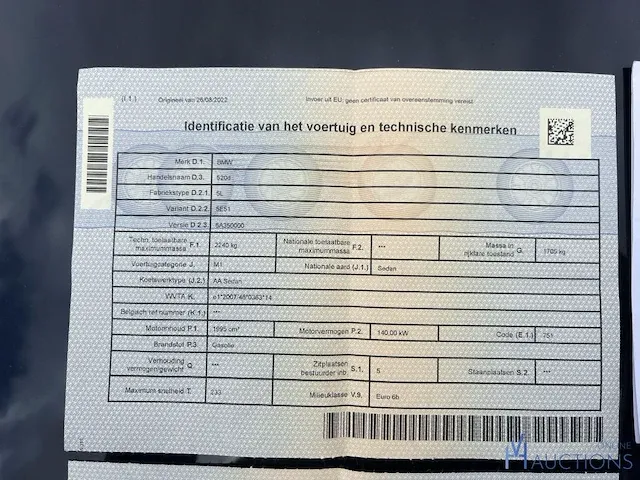 (I.1.) Origineel van 26/08/2022 Invoer uit EU: geen certificaat van overeenstemming vereist
Identificatie van het voertuig en technische kenmerken
Merk D.1. BMW
Handelsnaam D.3. 520d
Fabriekstype D.2.1. 5L
Variant D.2.2. 5E51
Versie D.2.3. 5A350000
Techn. toelaatbare maximummassa F.1. 2240 kg Nationale toelaatbare maximummassa F.2. *** Massa in rijklare toestand G. 1705 kg
Voertuigcategorie J. M1 Nationale aard (J.1.) Sedan
Koetswerktype (J.2.) AA Sedan
WVTA K. e1*2007/46*0363*14
Belgisch ref nummer (K.1.) ***
Motorinhoud P.1. 1995 cm³ Motorvermogen P.2. 140,00 kW Code (E.1.) 751
Brandstof P.3. Gasolie
Verhouding vermogen/gewicht Q. *** Zitplaatsen bestuurder inb. S.1. 5 Staanplaatsen S.2. ***
Maximum snelheid T. 233 Milieuklasse V.9. Euro 6b
ONLINE
AUCTIONS